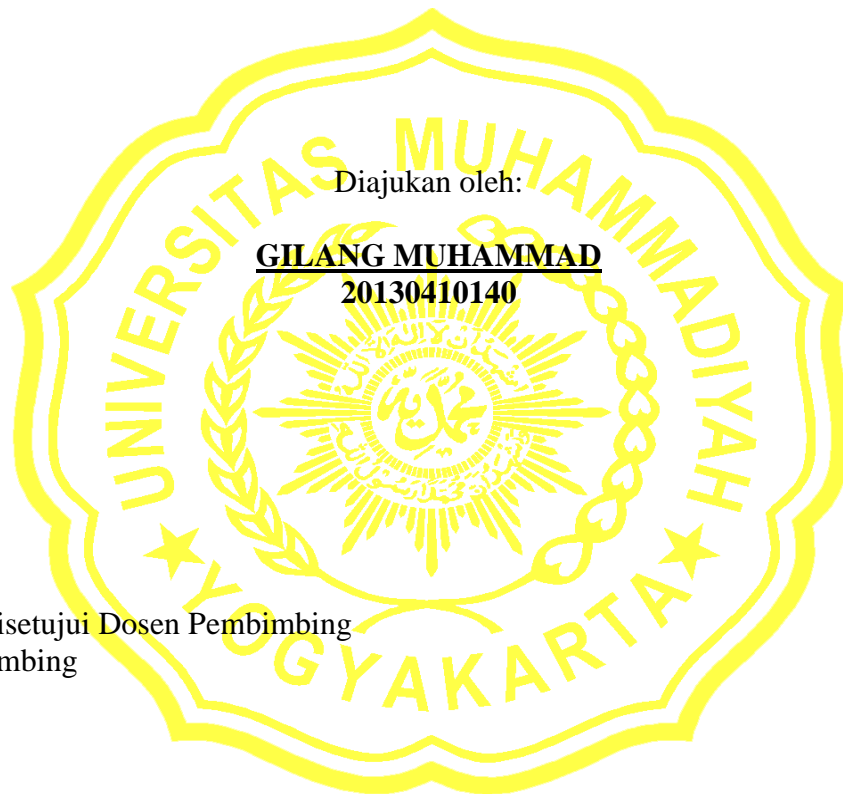 UNIVERSITAS MUHAMMADIYAH
Diajukan oleh:
GILANG MUHAMMAD
20130410140
isetujui Dosen Pembimbing
mbing
★ YOGYAKARTA ★